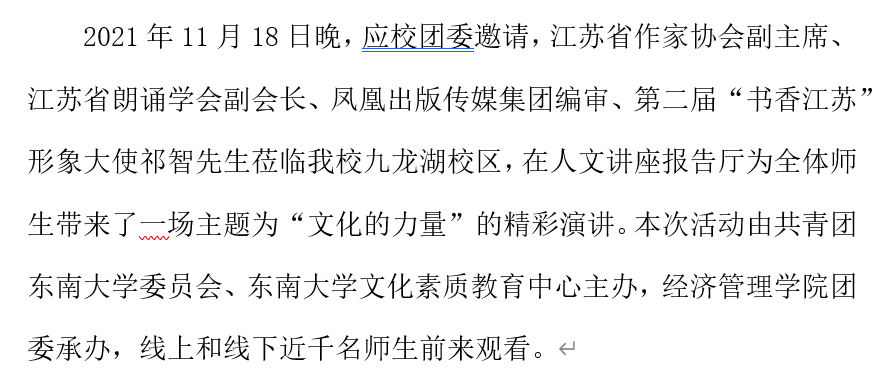 2021 年 11 月 18 日晚，应校团委邀请，江苏省作家协会副主席、
江苏省朗诵学会副会长、凤凰出版传媒集团编审、第二届“书香江苏”
形象大使祁智先生莅临我校九龙湖校区，在人文讲座报告厅为全体师
生带来了一场主题为“文化的力量”的精彩演讲。本次活动由共青团
东南大学委员会、东南大学文化素质教育中心主办，经济管理学院团
委承办，线上和线下近千名师生前来观看。